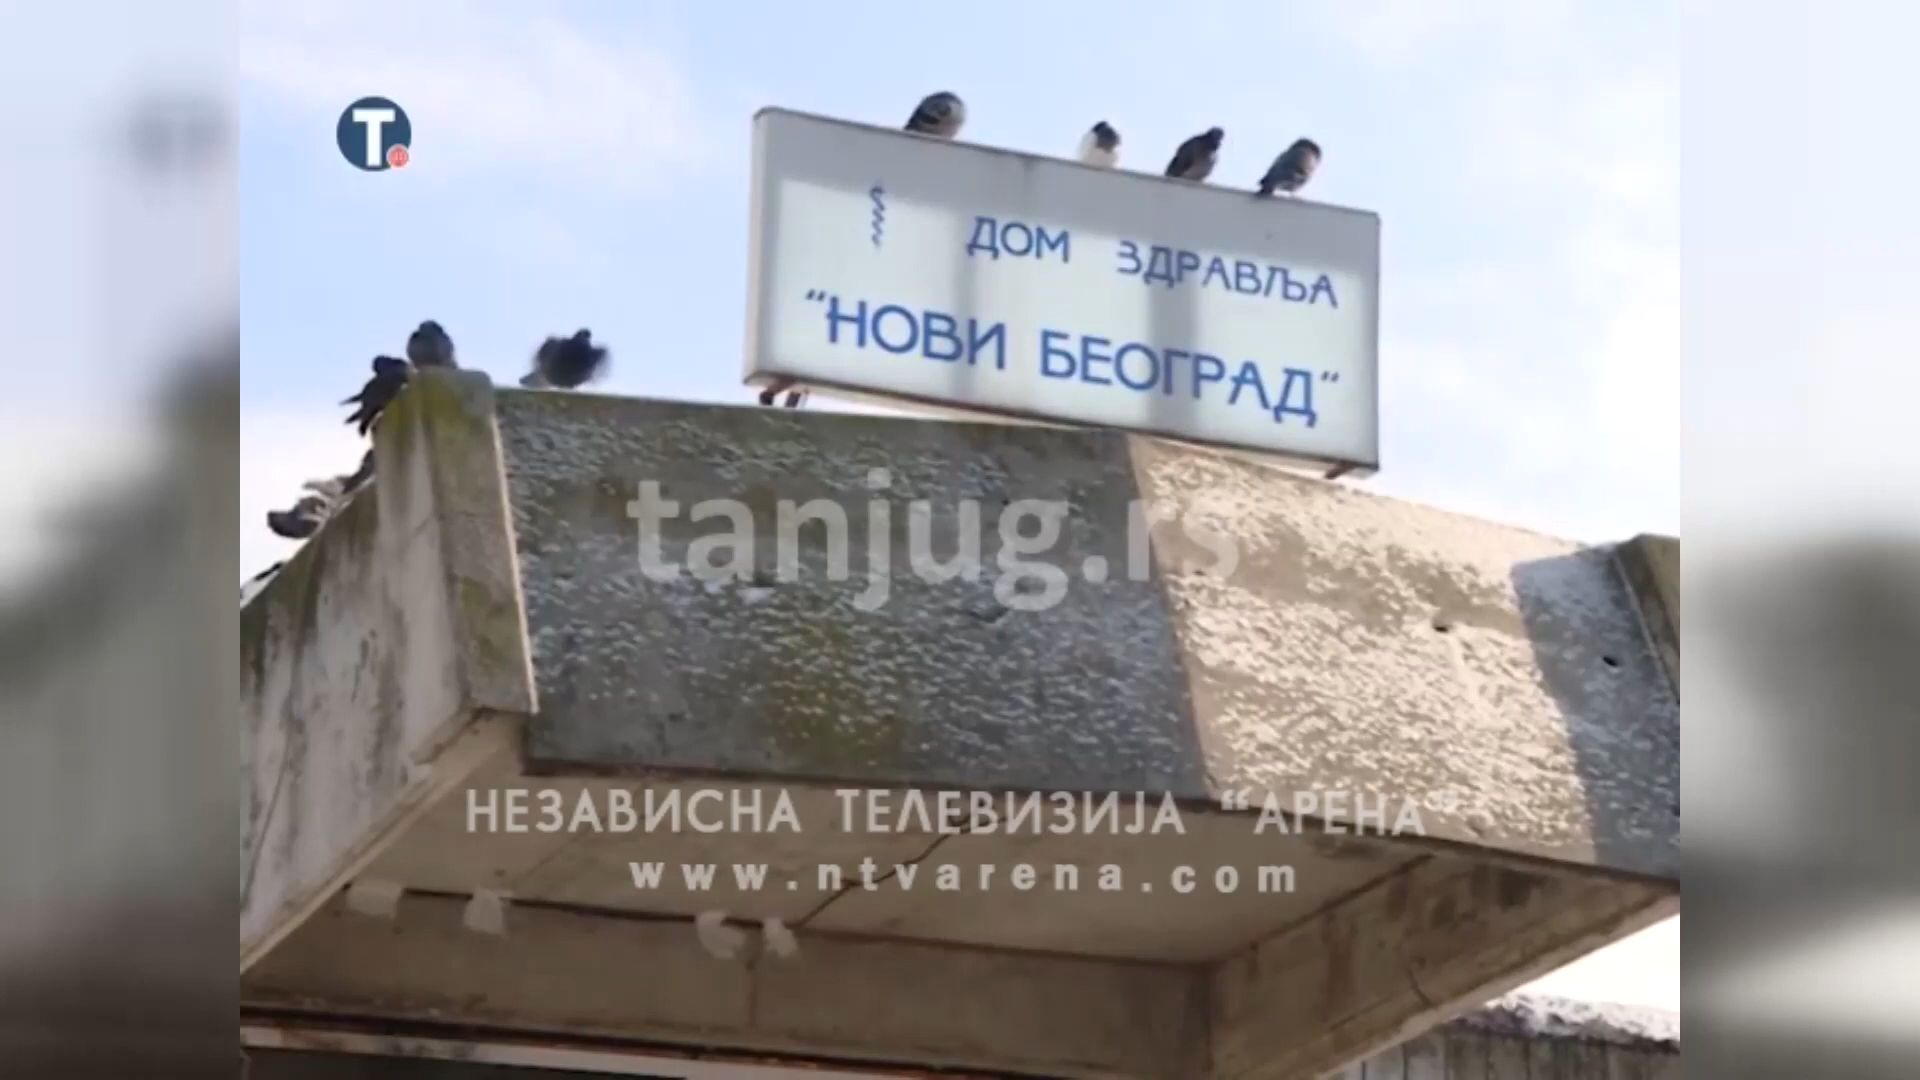 T
ДОМ ЗДРАВЉА
“НОВИ БЕОГРАД“
tanjug.rs
НЕЗАВИСНА ТЕЛЕВИЗИЈА “АРЕНА”
www.ntvarena.com